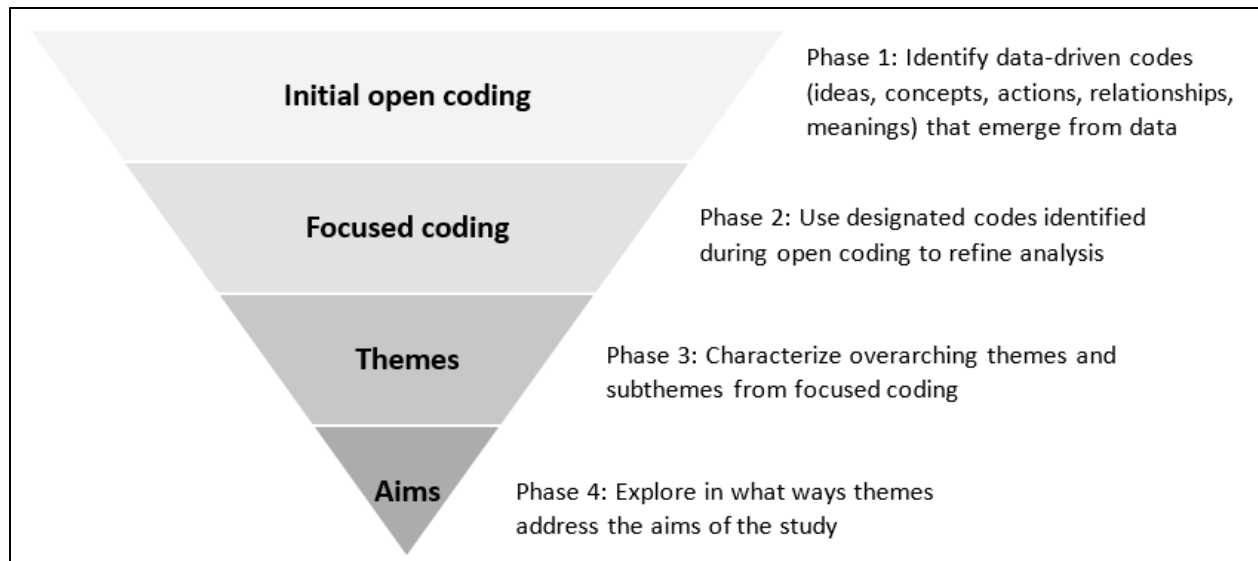 Initial open coding
Phase 1: Identify data-driven codes
(ideas, concepts, actions, relationships,
meanings) that emerge from data
Focused coding
Phase 2: Use designated codes identified
during open coding to refine analysis
Themes
Phase 3: Characterize overarching themes and
subthemes from focused coding
Aims
Phase 4: Explore in what ways themes
address the aims of the study